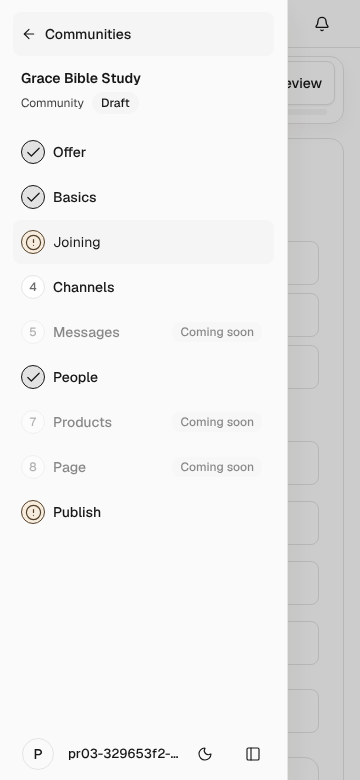 Communities
Grace Bible Study
Community Draft
Offer
Basics
Joining
4 Channels
5 Messages Coming soon
People
7 Products Coming soon
8 Page Coming soon
Publish
P pr03-329653f2-...
eview